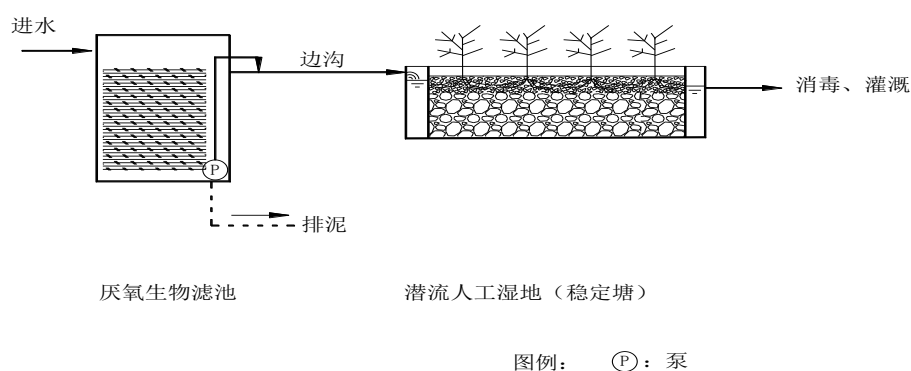 进水
边沟
消毒、灌溉
P
排泥
厌氧生物滤池
潜流人工湿地（稳定塘）
图例： P ：泵